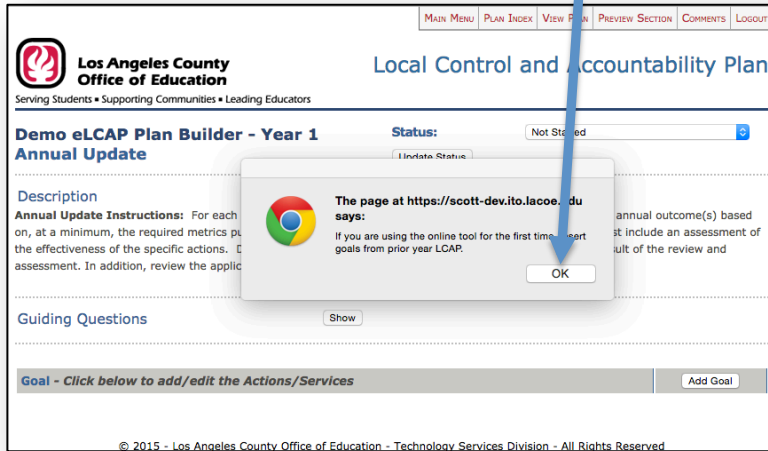 MAIN MENU PLAN INDEX VIEW PLAN PREVIEW SECTION COMMENTS LOGOUT
Los Angeles County
Office of Education
Serving Students ▪ Supporting Communities ▪ Leading Educators
Local Control and Accountability Plan
Demo eLCAP Plan Builder - Year 1
Annual Update
Status: Not Started
Update Status
Description
Annual Update Instructions: For each annual outcome(s) based
on, at a minimum, the required metrics st include an assessment of
the effectiveness of the specific actions. sult of the review and
assessment. In addition, review the applic
The page at https://scott-dev.ito.lacoe.edu
says:
If you are using the online tool for the first time, insert
goals from prior year LCAP.
OK
Guiding Questions Show
Goal - Click below to add/edit the Actions/Services Add Goal
© 2015 - Los Angeles County Office of Education - Technology Services Division - All Rights Reserved